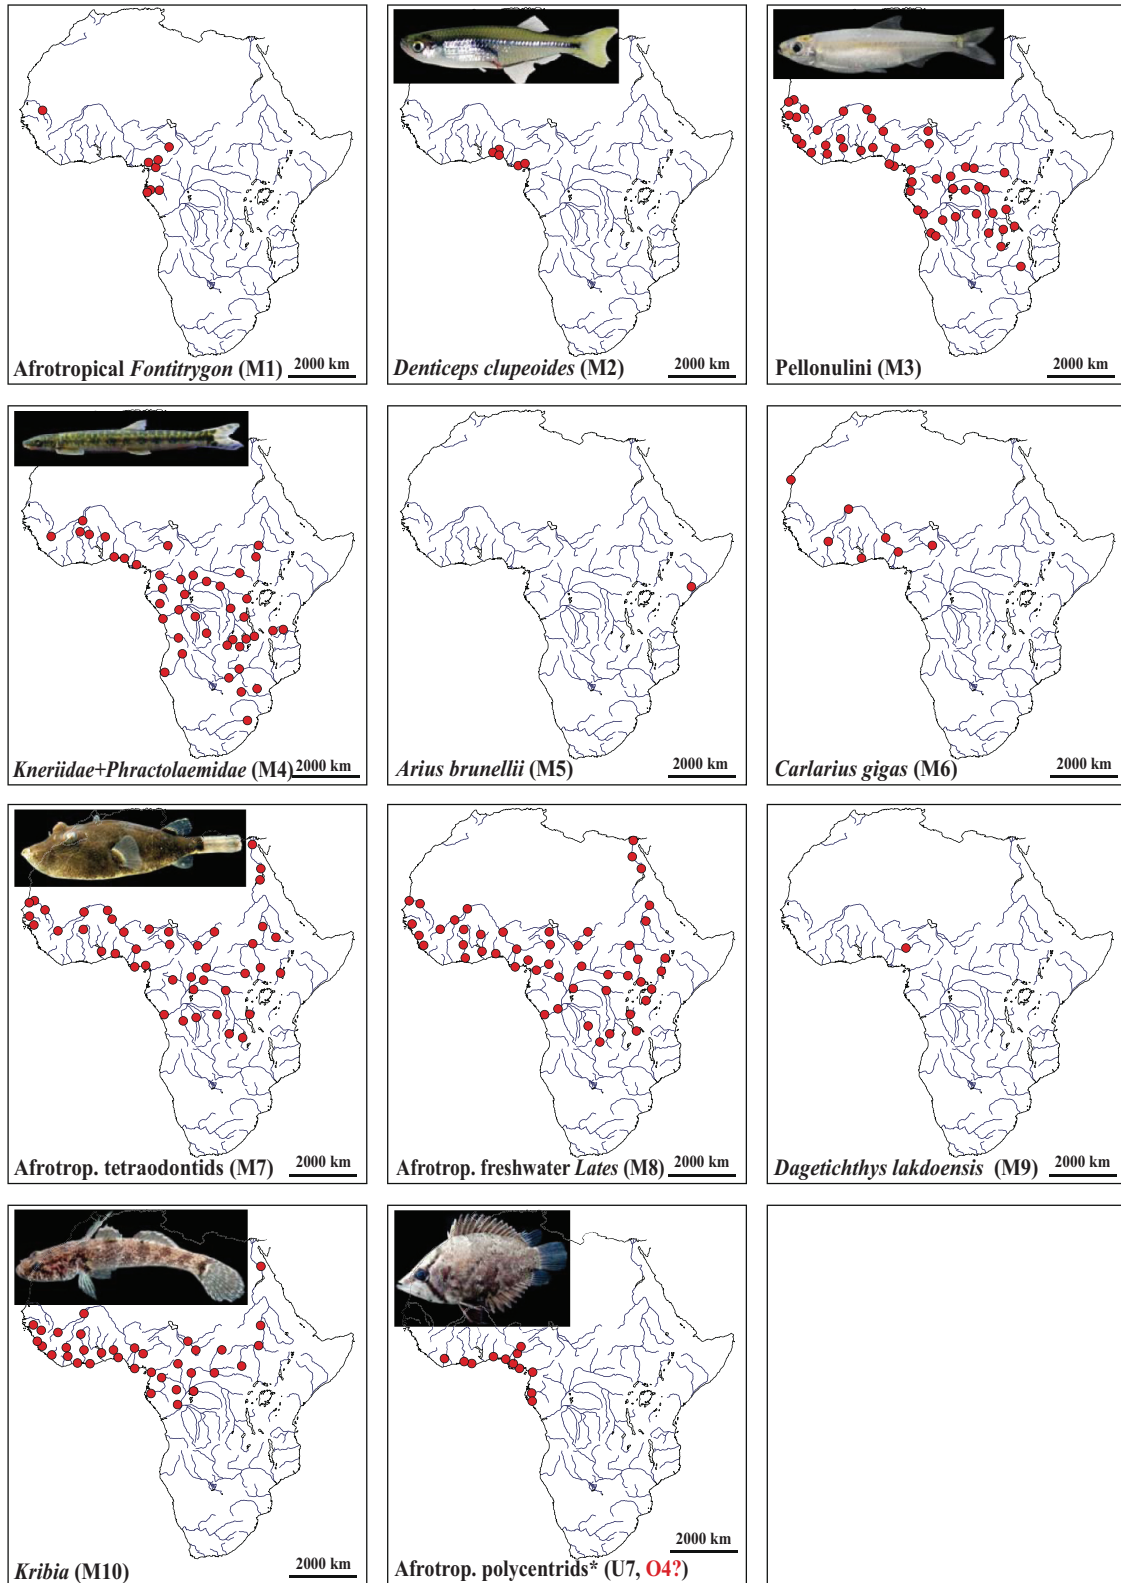 Afrotropical Fontitrygon (M1) 2000 km
Denticeps clupeoides (M2) 2000 km
Pellonulini (M3) 2000 km
Kneriidae+Phractolaemidae (M4) 2000 km
Arius brunellii (M5) 2000 km
Carlarius gigas (M6) 2000 km
Afrotrop. tetraodontids (M7) 2000 km
Afrotrop. freshwater Lates (M8) 2000 km
Dagetichthys lakdoensis (M9) 2000 km
Kribia (M10) 2000 km
2000 km
Afrotrop. polycentrids* (U7, O4?)